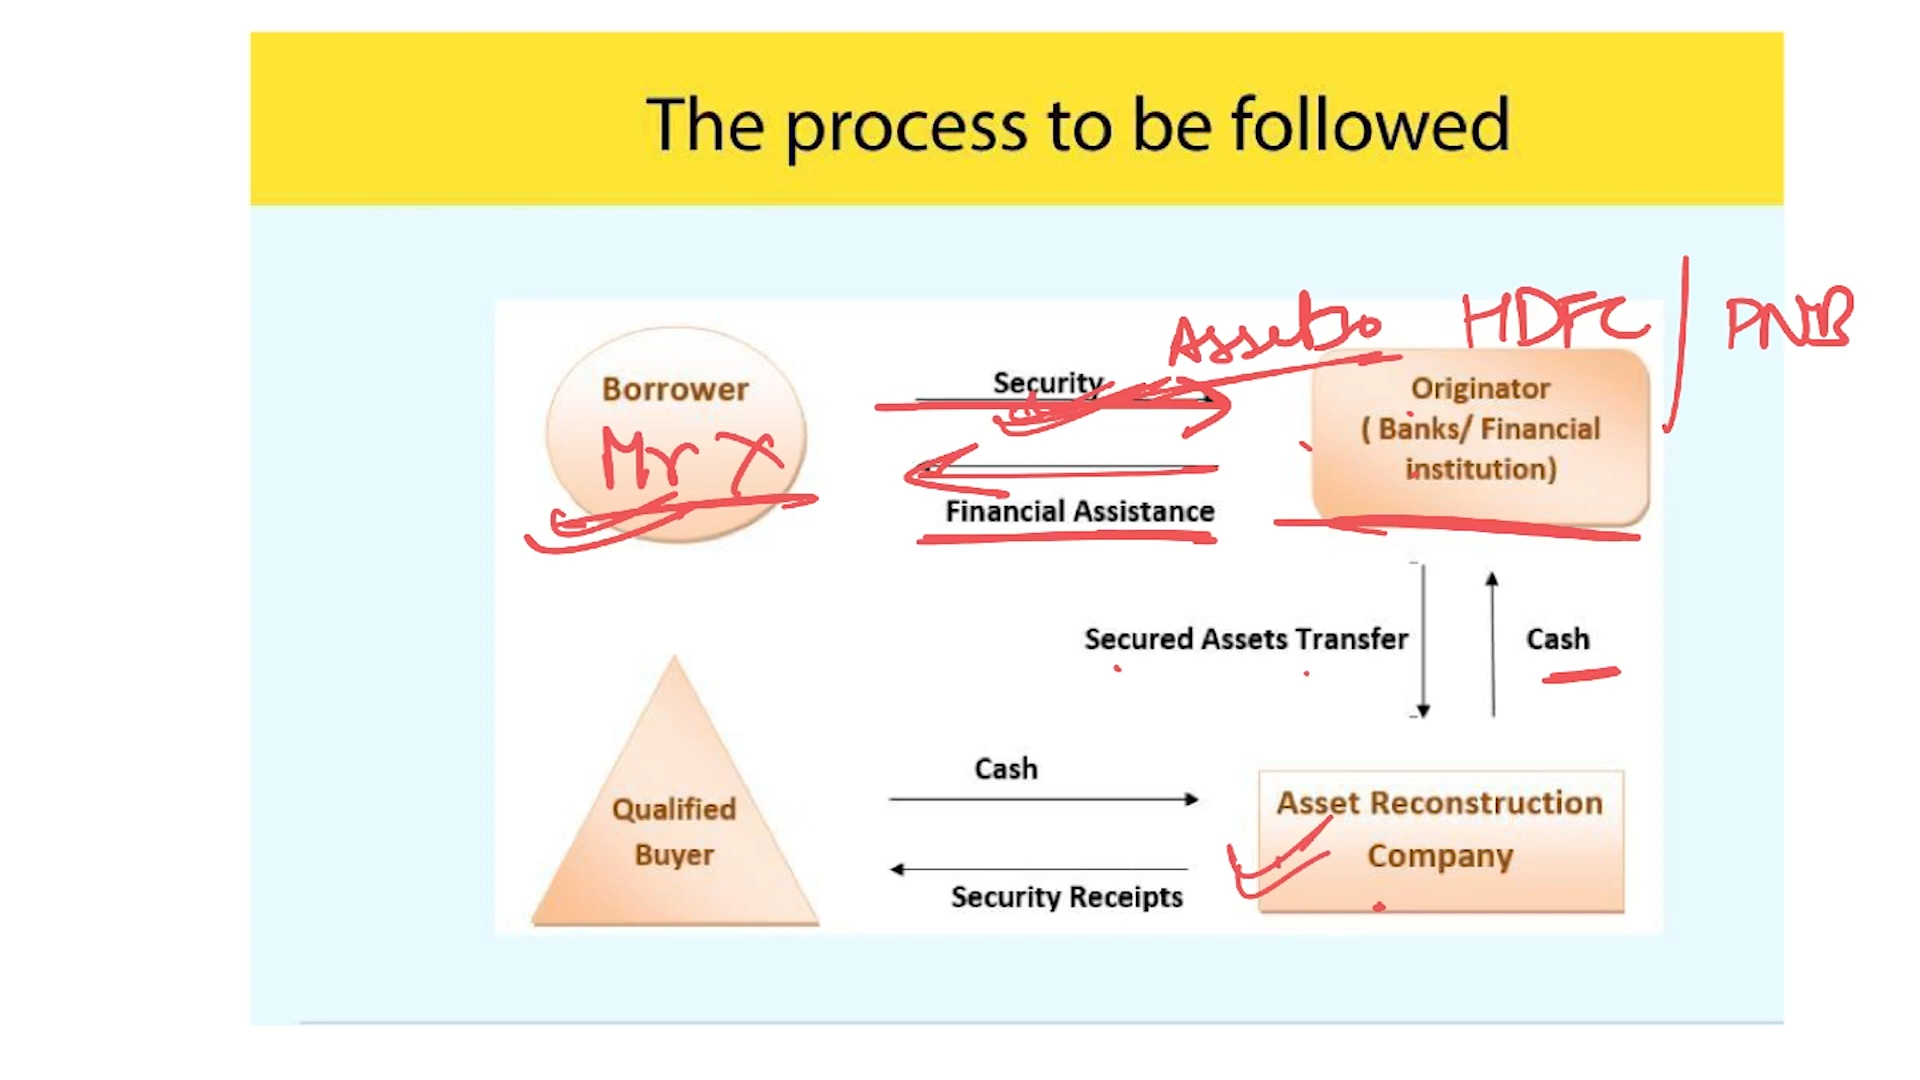 The process to be followed
Assets HDFC / PNB
Borrower
Mr X
Security
Financial Assistance
Originator
( Banks/ Financial
institution)
Secured Assets Transfer
Cash
Qualified
Buyer
Cash
Security Receipts
Asset Reconstruction
Company